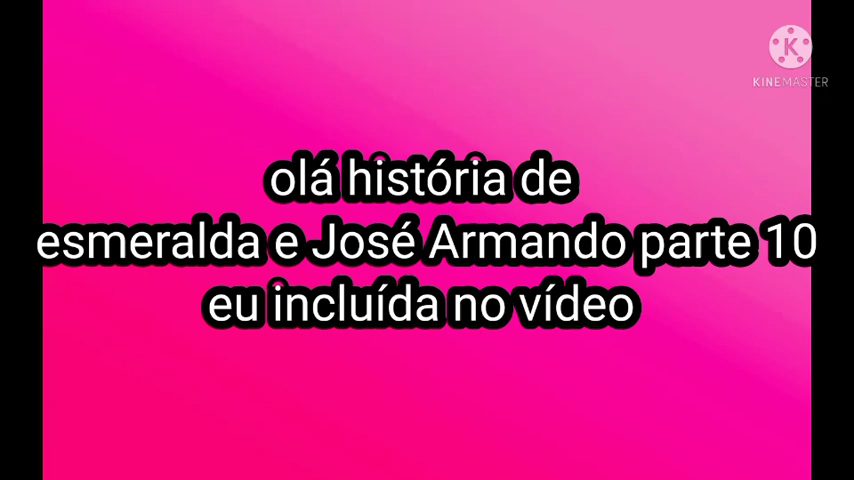 KINEMASTER
olá história de
esmeralda e José Armando parte 10
eu incluída no vídeo